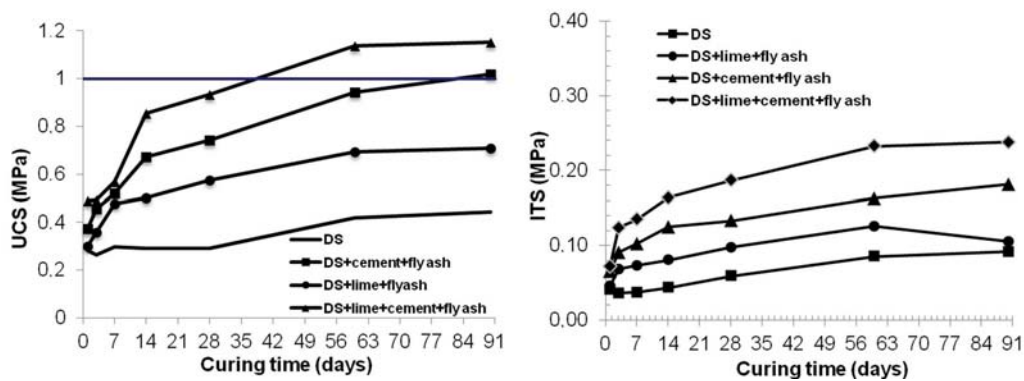 UCS (MPa)
1.2
1
0.8
0.6
0.4
0.2
0
DS
DS+cement+fly ash
DS+lime+flyash
DS+lime+cement+fly ash
0 7 14 21 28 35 42 49 56 63 70 77 84 91
Curing time (days)
ITS (MPa)
0.40
0.30
0.20
0.10
0.00
DS
DS+lime+fly ash
DS+cement+fly ash
DS+lime+cement+fly ash
0 7 14 21 28 35 42 49 56 63 70 77 84 91
Curing time (days)